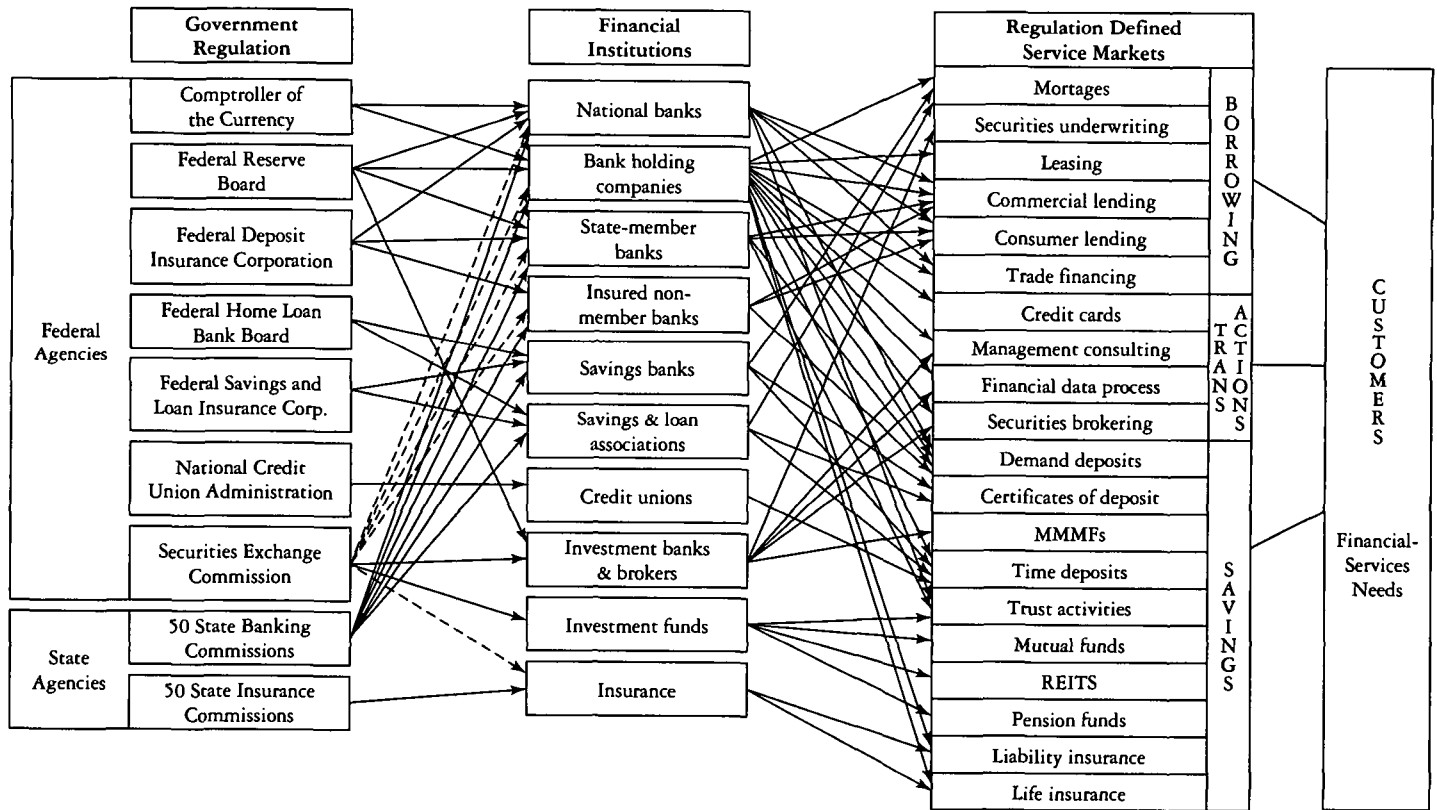 Government
Regulation
Financial
Institutions
Regulation Defined
Service Markets
Federal
Agencies
Comptroller of
the Currency
Federal Reserve
Board
Federal Deposit
Insurance Corporation
Federal Home Loan
Bank Board
Federal Savings and
Loan Insurance Corp.
National Credit
Union Administration
Securities Exchange
Commission
State
Agencies
50 State Banking
Commissions
50 State Insurance
Commissions
National banks
Bank holding
companies
State-member
banks
Insured non-
member banks
Savings banks
Savings & loan
associations
Credit unions
Investment banks
& brokers
Investment funds
Insurance
Mortages
Securities underwriting
Leasing
Commercial lending
Consumer lending
Trade financing
Credit cards
Management consulting
Financial data process
Securities brokering
Demand deposits
Certificates of deposit
MMMFs
Time deposits
Trust activities
Mutual funds
REITS
Pension funds
Liability insurance
Life insurance
BORROWING
TRANS
ACTIONS
SAVINGS
CUSTOMERS
Financial-
Services
Needs